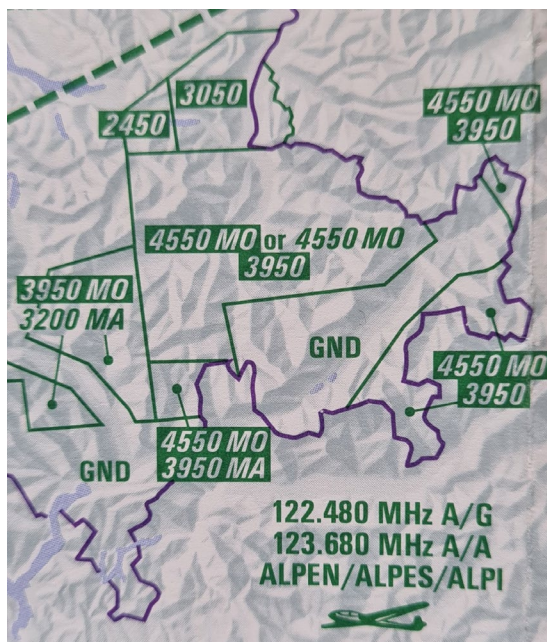 3050
2450
4550 MO
3950
4550 MO or 4550 MO
3950
3950 MO
3200 MA
GND
4550 MO
3950
4550 MO
3950 MA
GND
122.480 MHz A/G
123.680 MHz A/A
ALPEN/ALPES/ALPI